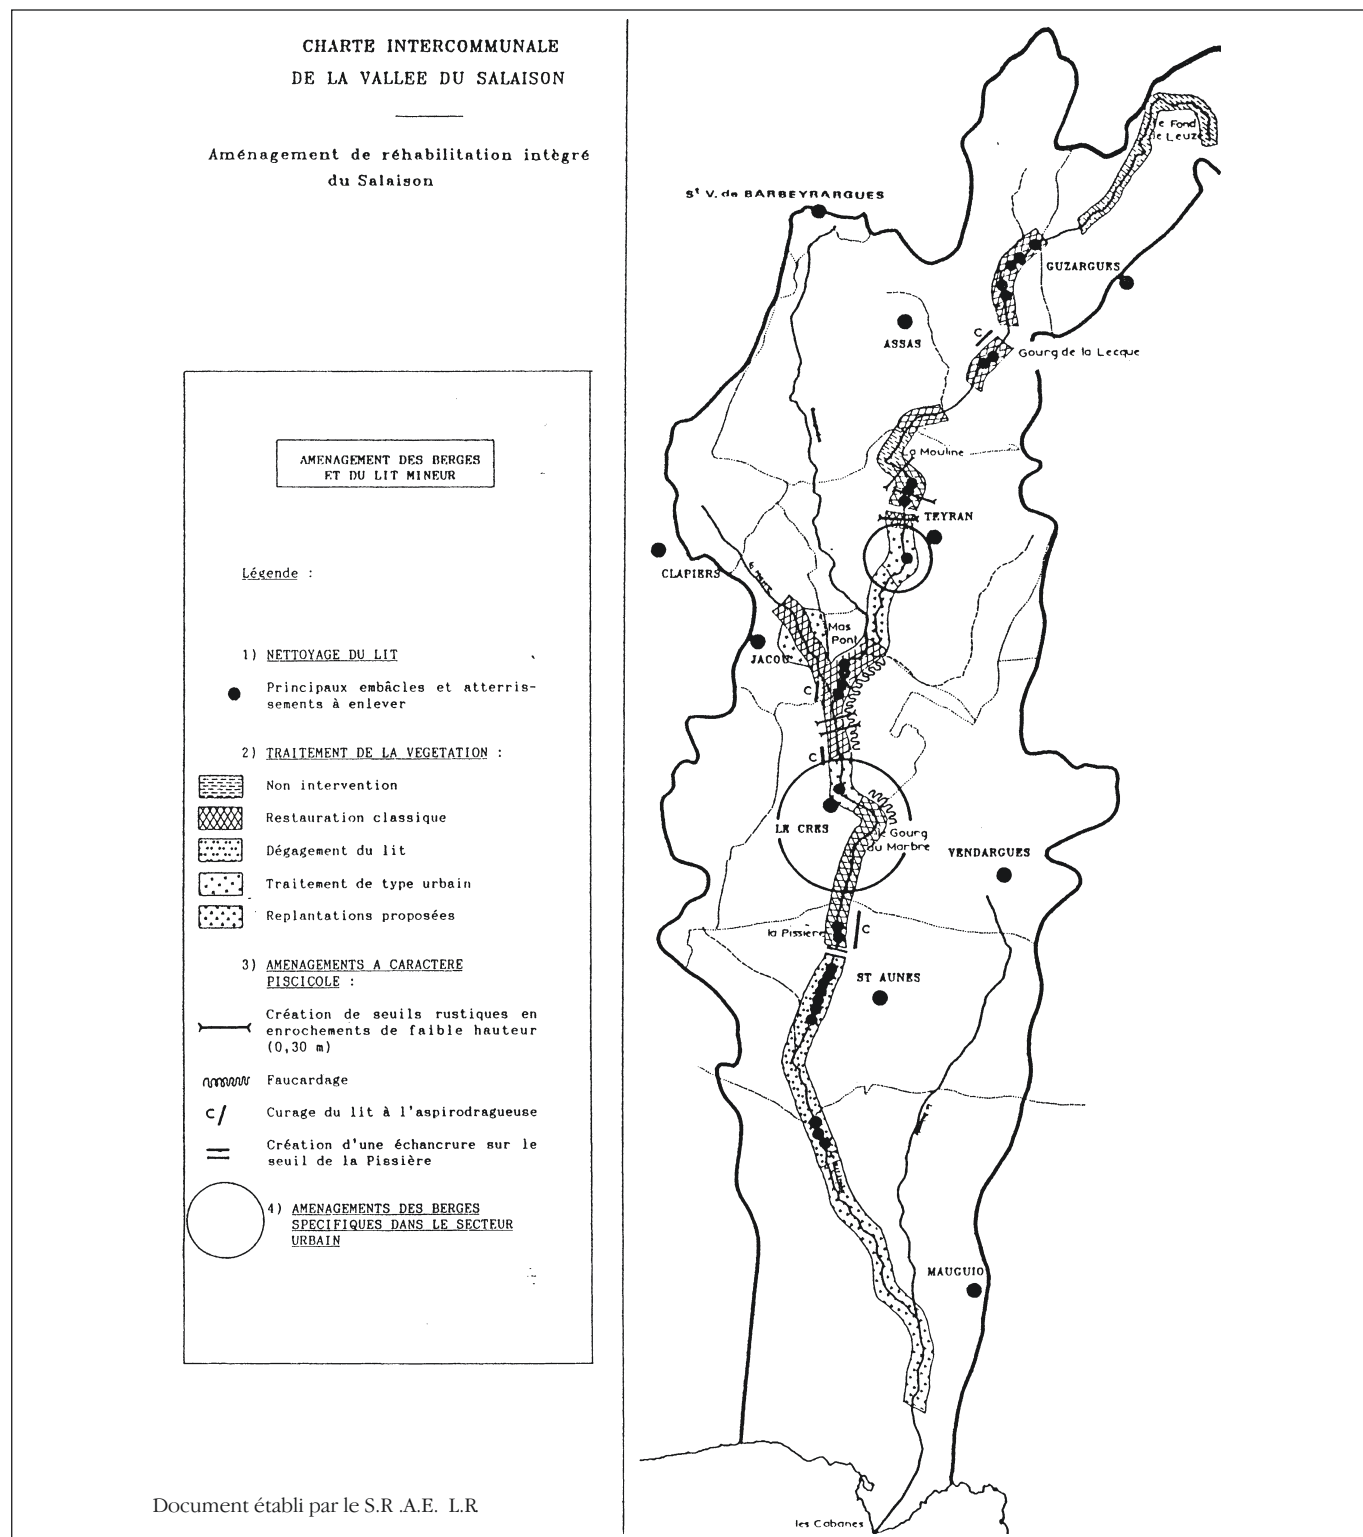 CHARTE INTERCOMMUNALE
DE LA VALLEE DU SALAISON
Aménagement de réhabilitation intègré
du Salaison
AMENAGEMENT DES BERGES
ET DU LIT MINEUR
Légende :
1) NETTOYAGE DU LIT
Principaux embâcles et atterris-
sements à enlever
2) TRAITEMENT DE LA VEGETATION :
Non intervention
Restauration classique
Dégagement du lit
Traitement de type urbain
Replantations proposées
3) AMENAGEMENTS A CARACTERE
PISCICOLE :
Création de seuils rustiques en
enrochements de faible hauteur
(0,30 m)
Faucardage
C/ Curage du lit à l'aspirodragueuse
Création d'une échancrure sur le
seuil de la Pissière
4) AMENAGEMENTS DES BERGES
SPECIFIQUES DANS LE SECTEUR
URBAIN
Document établi par le S.R .A.E. L.R
le Fond
de Leuze
St V. de BARBEYRARGUES
GUZARGUES
ASSAS
C
Gourg de la Lecque
la Mouline
TEYRAN
CLAPIERS
Mas
Pont
JACOU
C
C
LE CRES
le Gourg
du Marbre
VENDARGUES
la Pissière
C
ST AUNES
MAUGUIO
les Cabanes